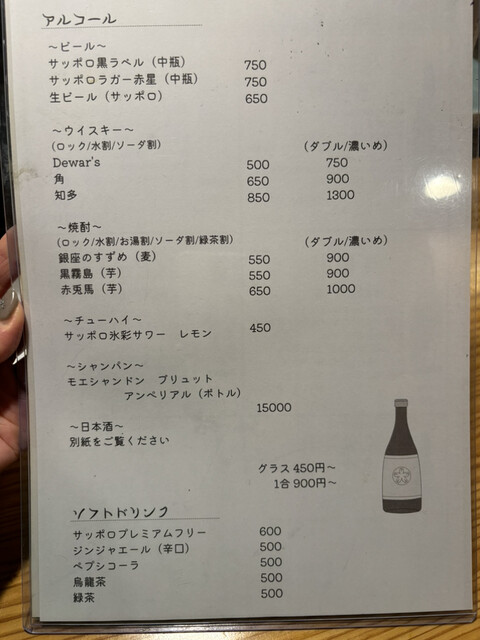 アルコール
～ビール～
サッポロ黒ラベル（中瓶） 750
サッポロラガー赤星（中瓶） 750
生ビール（サッポロ） 650
～ウイスキー～
(ロック/水割/ソーダ割) (ダブル/濃いめ)
Dewar's 500 750
角 650 900
知多 850 1300
～焼酎～
(ロック/水割/お湯割/ソーダ割/緑茶割) (ダブル/濃いめ)
銀座のすずめ（麦） 550 900
黒霧島（芋） 550 900
赤兎馬（芋） 650 1000
～チューハイ～
サッポロ氷彩サワー　レモン 450
～シャンパン～
モエシャンドン　ブリュット
アンペリアル（ボトル）
15000
～日本酒～
別紙をご覧ください
グラス 450円～
1合 900円～
ソフトドリンク
サッポロプレミアムフリー 600
ジンジャエール（辛口） 500
ペプシコーラ 500
烏龍茶 500
緑茶 500